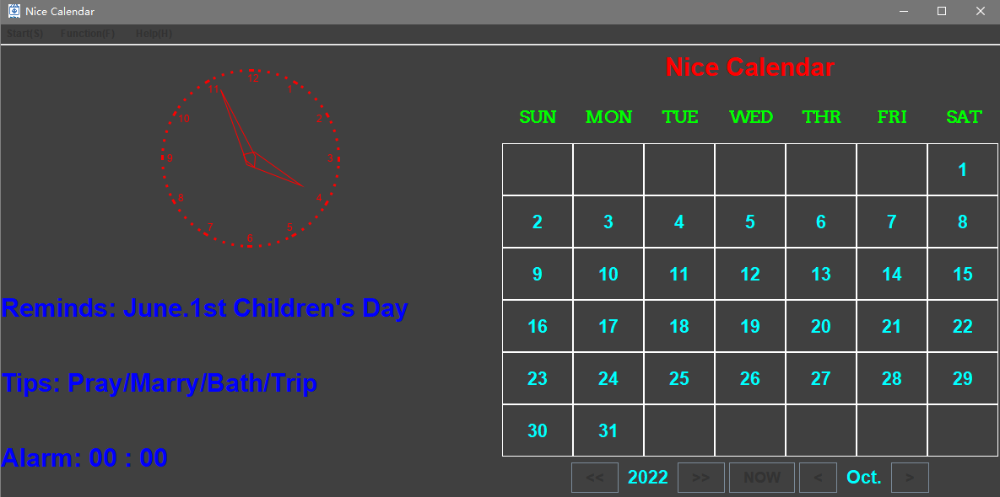 Nice Calendar
Start(S) Function(F) Help(H)
12
11 1
10 2
9 3
8 4
7 5
6
Reminds: June.1st Children's Day
Tips: Pray/Marry/Bath/Trip
Alarm: 00 : 00
Nice Calendar
SUN MON TUE WED THR FRI SAT
1
2 3 4 5 6 7 8
9 10 11 12 13 14 15
16 17 18 19 20 21 22
23 24 25 26 27 28 29
30 31
<< 2022 >> NOW < Oct. >